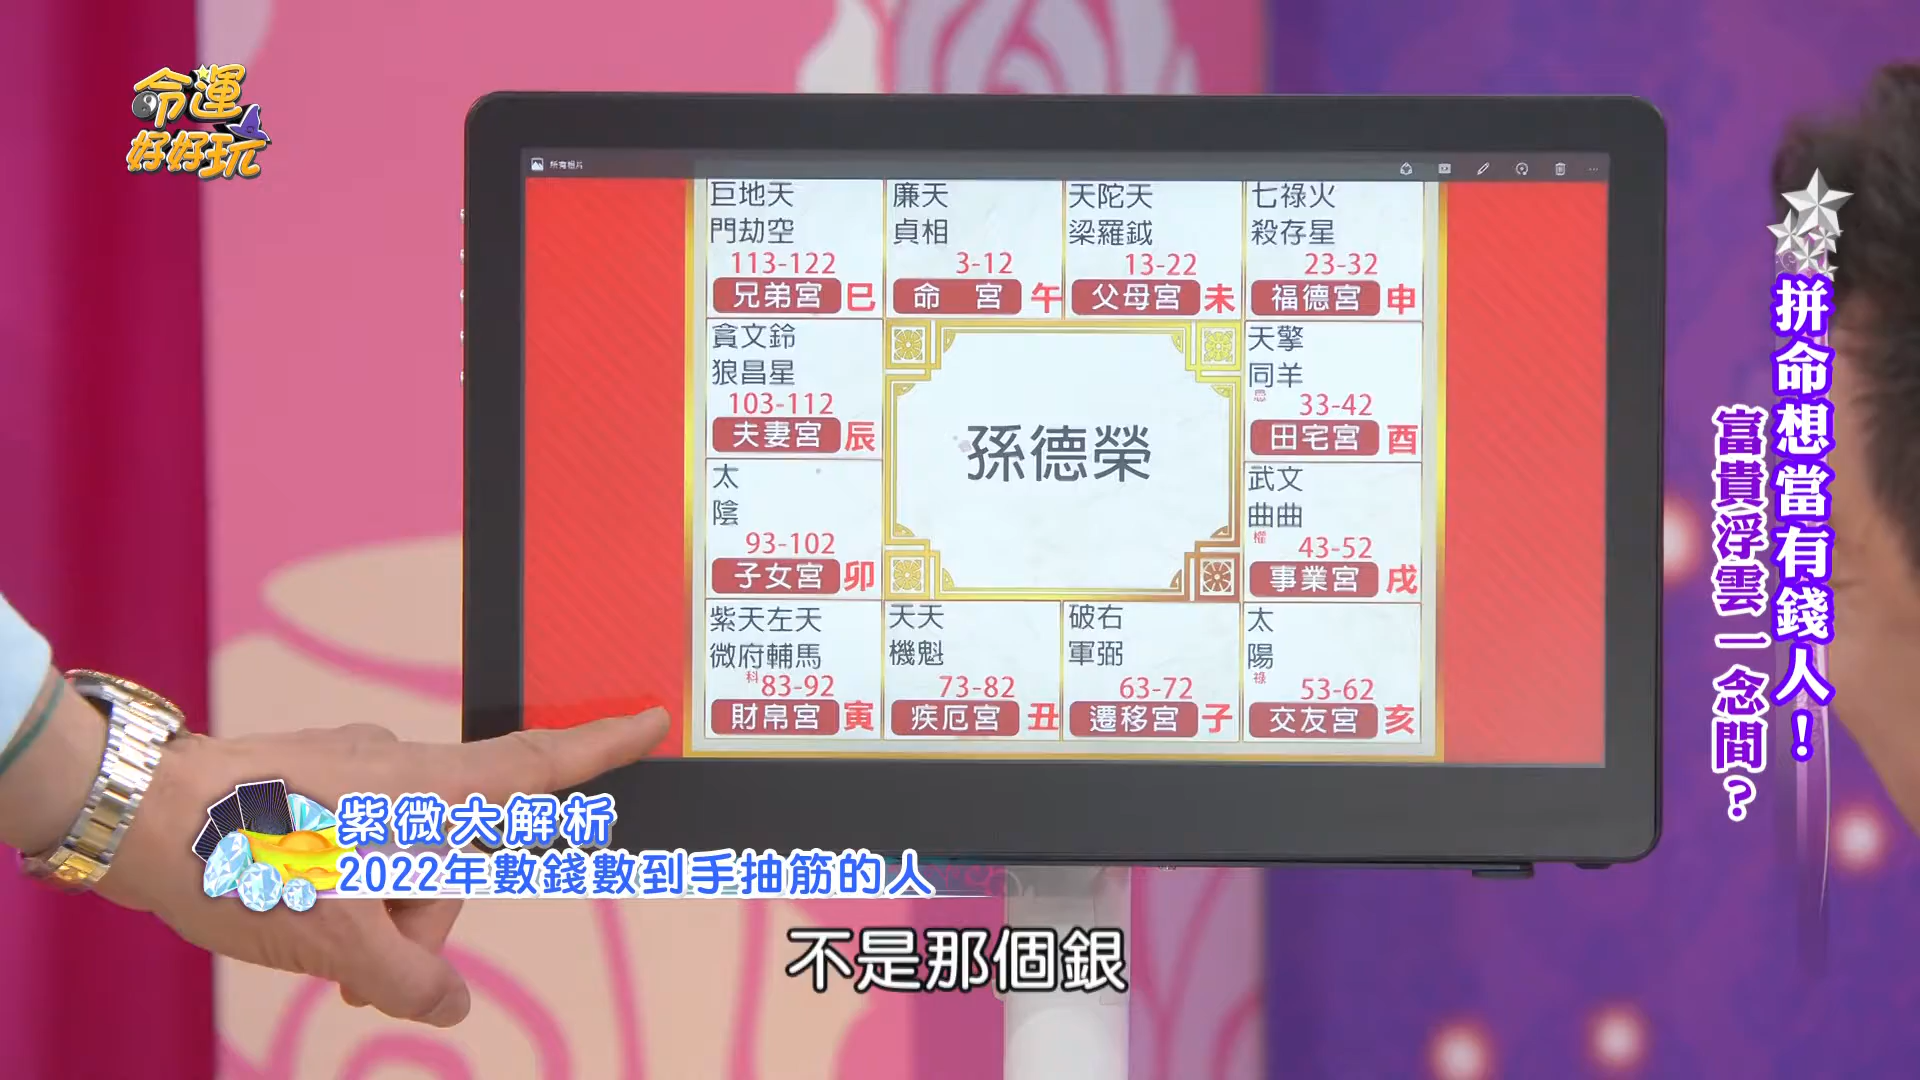 命運
好好玩
所有相片
巨地天
門劫空
113-122
兄弟宮 巳
廉天
貞相
3-12
命 宮 午
天陀天
梁羅鉞
13-22
父母宮 未
七祿火
殺存星
23-32
福德宮 申
貪文鈴
狼昌星
103-112
夫妻宮 辰
孫德榮
天擎
同羊
忌
33-42
田宅宮 酉
太
陰
93-102
子女宮 卯
武文
曲曲
權
43-52
事業宮 戌
紫天左天
微府輔馬
科
83-92
財帛宮 寅
天天
機魁
73-82
疾厄宮 丑
破右
軍弼
63-72
遷移宮 子
太
陽
祿
53-62
交友宮 亥
拼命想當有錢人!
富貴浮雲一念間?
紫微大解析
2022年數錢數到手抽筋的人
不是那個銀